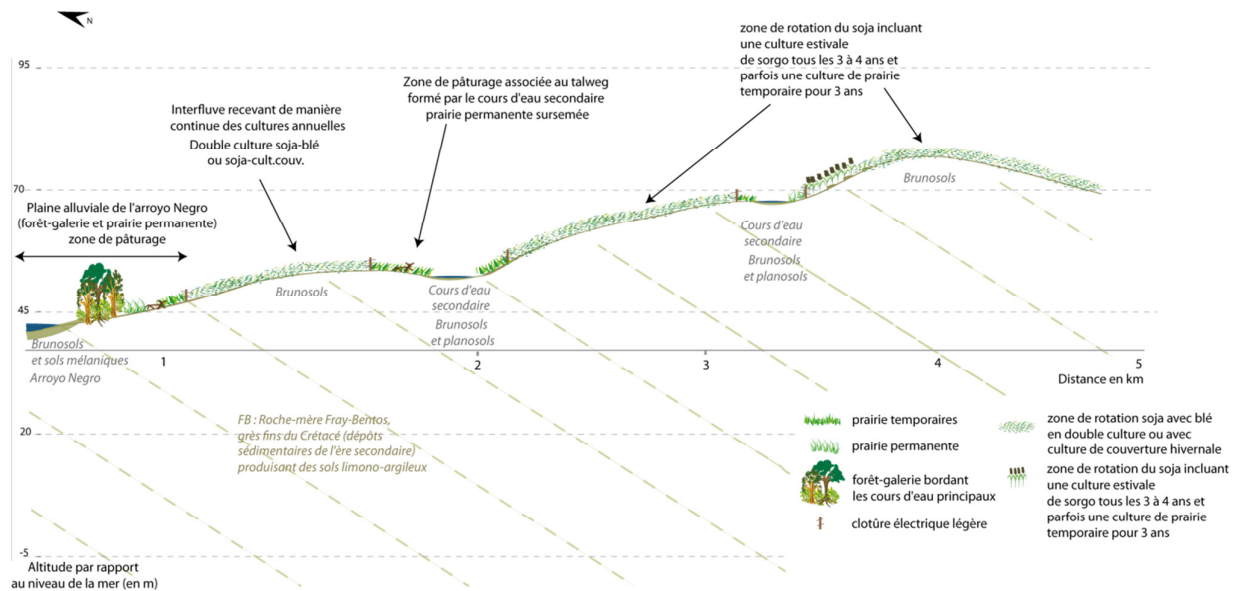 N
95
70
45
20
-5
Altitude par rapport
au niveau de la mer (en m)
Plaine alluviale de l'arroyo Negro
(forêt-galerie et prairie permanente)
zone de pâturage
Interfluve recevant de manière
continue des cultures annuelles
Double culture soja-blé
ou soja-cult.couv.
Zone de pâturage associée au talweg
formé par le cours d'eau secondaire
prairie permanente sursemée
zone de rotation du soja incluant
une culture estivale
de sorgo tous les 3 à 4 ans et
parfois une culture de prairie
temporaire pour 3 ans
Brunosols
et sols mélaniques
Arroyo Negro
Brunosols
Cours d'eau
secondaire
Brunosols
et planosols
Cours d'eau
secondaire
Brunosols
et planosols
Brunosols
1
2
3
4
5
Distance en km
FB : Roche-mère Fray-Bentos,
grès fins du Crétacé (dépôts
sédimentaires de l'ère secondaire)
produisant des sols limono-argileux
prairie temporaires
prairie permanente
forêt-galerie bordant
les cours d'eau principaux
clotûre électrique légère
zone de rotation soja avec blé
en double culture ou avec
culture de couverture hivernale
zone de rotation du soja incluant
une culture estivale
de sorgo tous les 3 à 4 ans et
parfois une culture de prairie
temporaire pour 3 ans